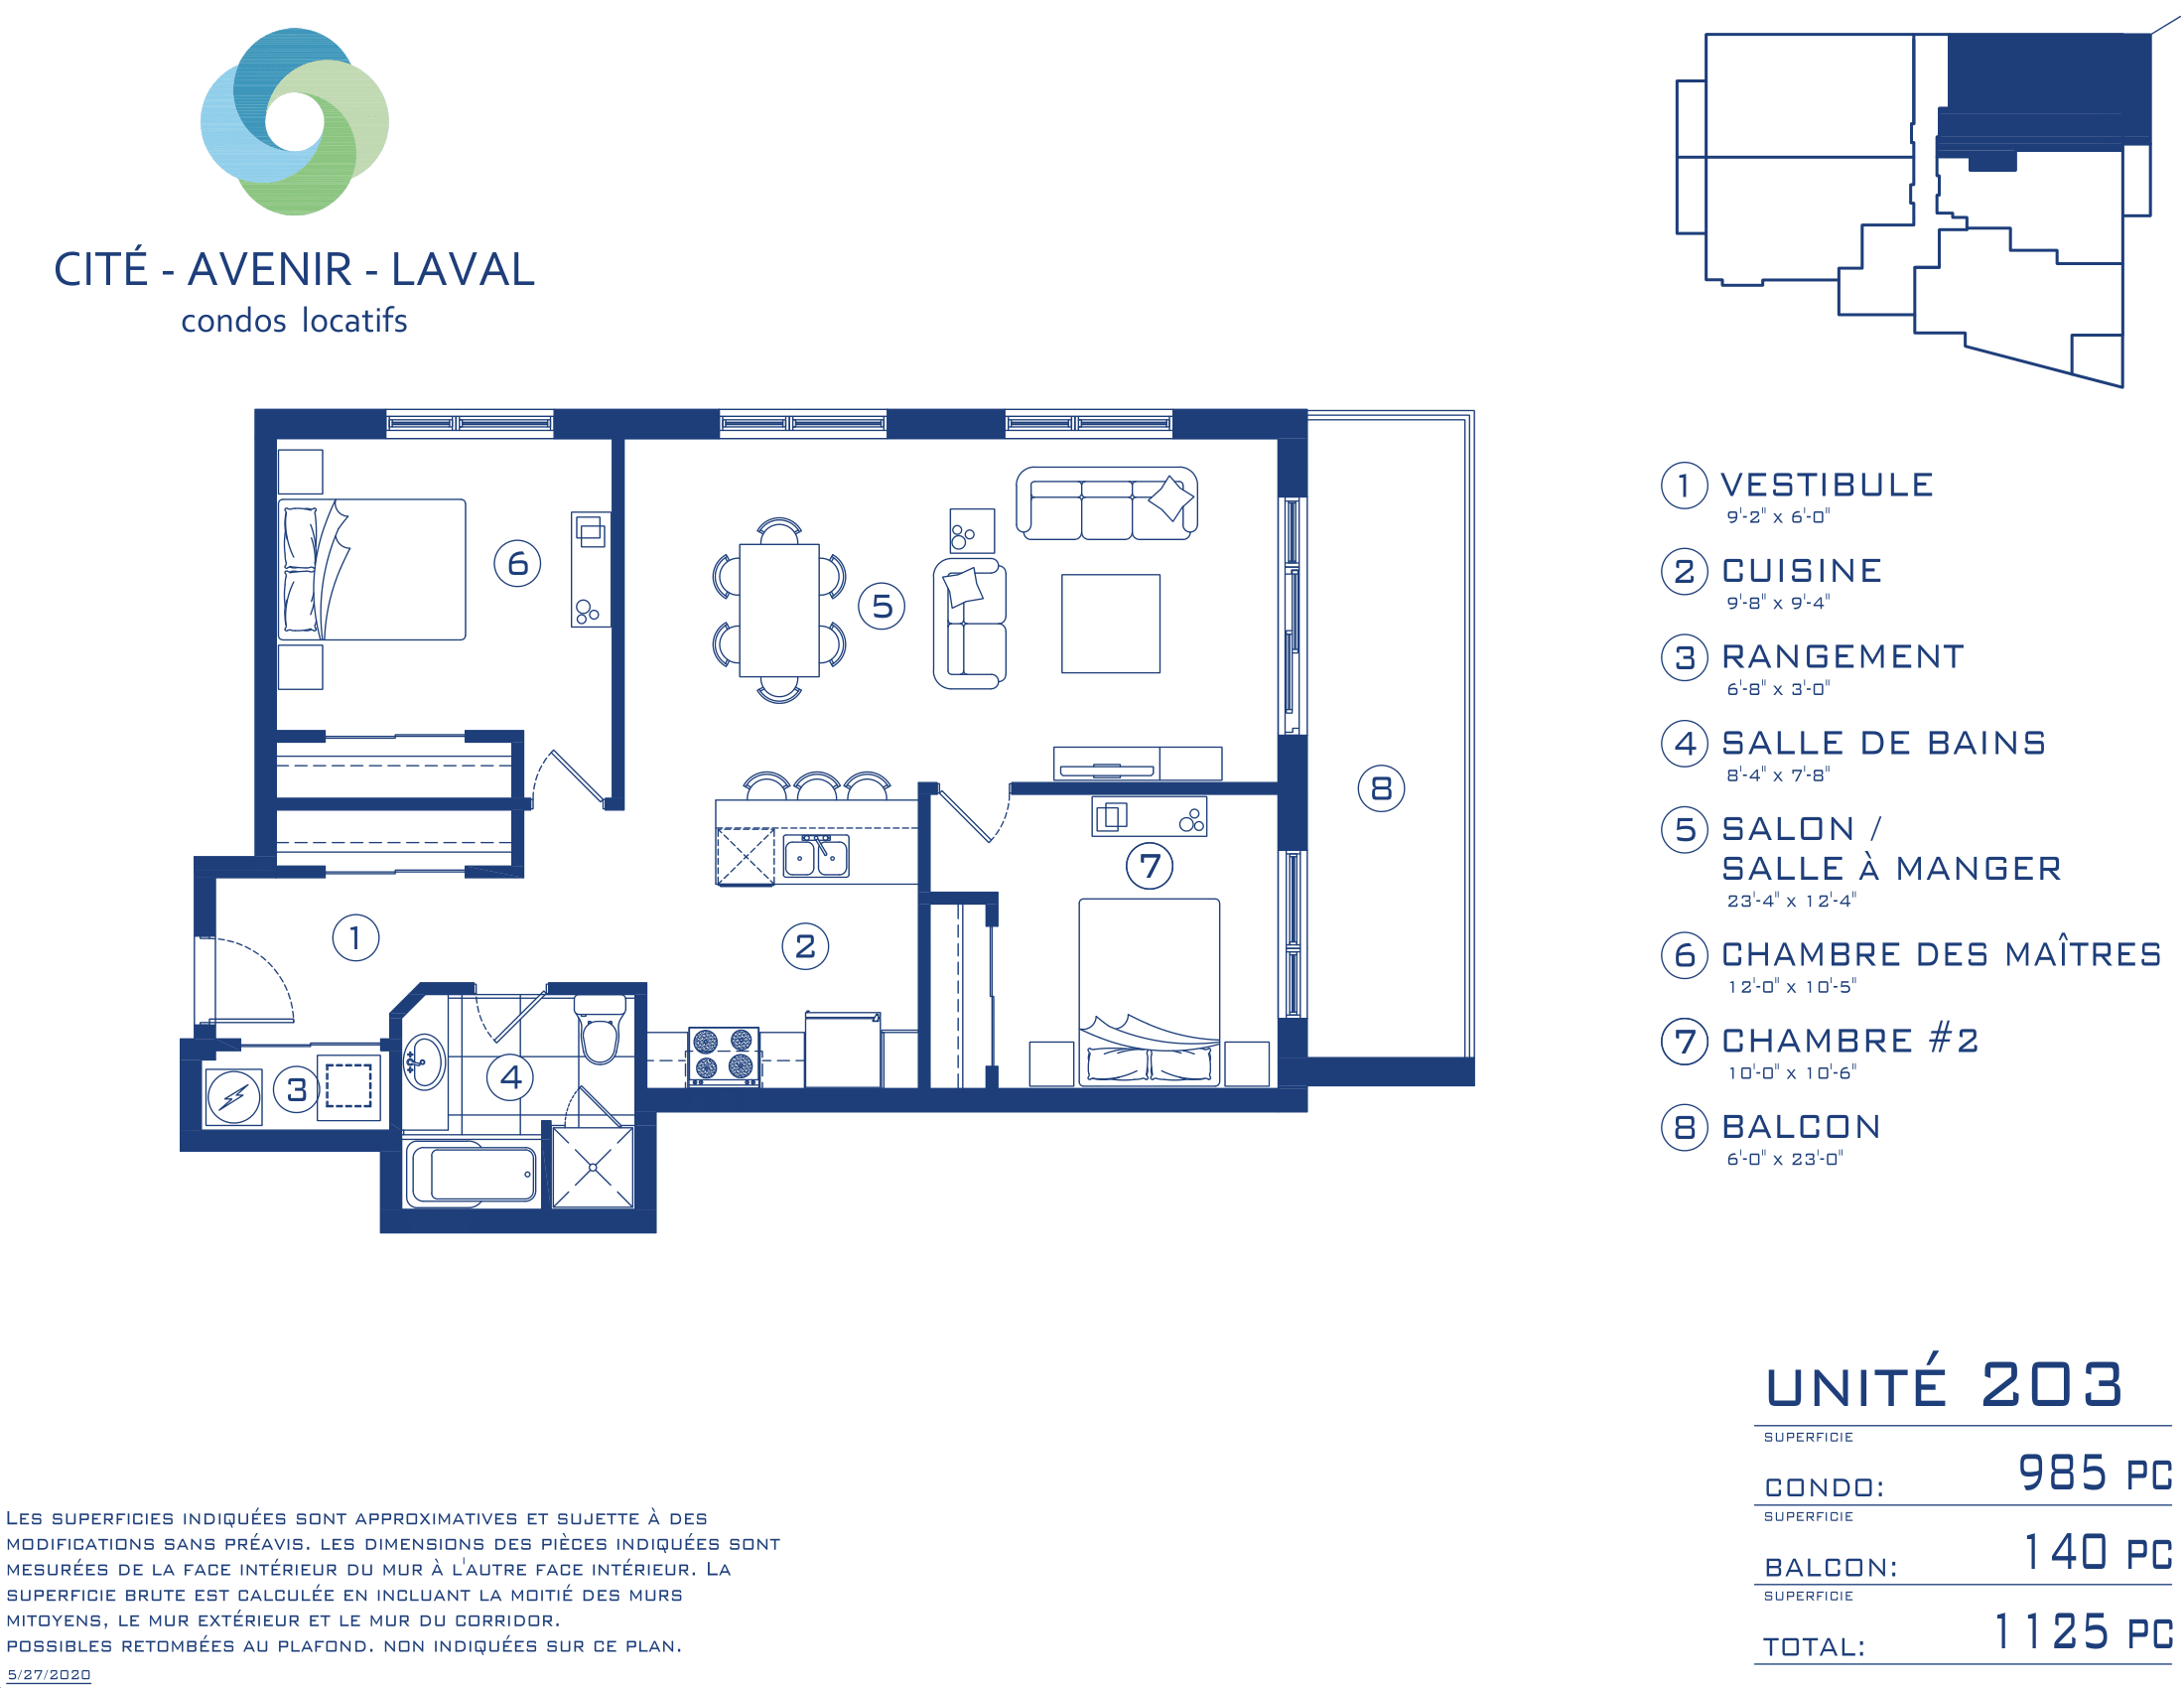 CITÉ - AVENIR - LAVAL
condos locatifs
6
5
8
7
1
2
4
3
1 VESTIBULE
9'-2" x 6'-0"
2 CUISINE
9'-8" x 9'-4"
3 RANGEMENT
6'-8" x 3'-0"
4 SALLE DE BAINS
8'-4" x 7'-8"
5 SALON /
SALLE À MANGER
23'-4" x 12'-4"
6 CHAMBRE DES MAÎTRES
12'-0" x 10'-5"
7 CHAMBRE #2
10'-0" x 10'-6"
8 BALCON
6'-0" x 23'-0"
UNITÉ 203
SUPERFICIE
CONDO: 985 PC
SUPERFICIE
BALCON: 140 PC
SUPERFICIE
TOTAL: 1125 PC
LES SUPERFICIES INDIQUÉES SONT APPROXIMATIVES ET SUJETTE À DES
MODIFICATIONS SANS PRÉAVIS. LES DIMENSIONS DES PIÈCES INDIQUÉES SONT
MESURÉES DE LA FACE INTÉRIEUR DU MUR À L'AUTRE FACE INTÉRIEUR. LA
SUPERFICIE BRUTE EST CALCULÉE EN INCLUANT LA MOITIÉ DES MURS
MITOYENS, LE MUR EXTÉRIEUR ET LE MUR DU CORRIDOR.
POSSIBLES RETOMBÉES AU PLAFOND. NON INDIQUÉES SUR CE PLAN.
5/27/2020